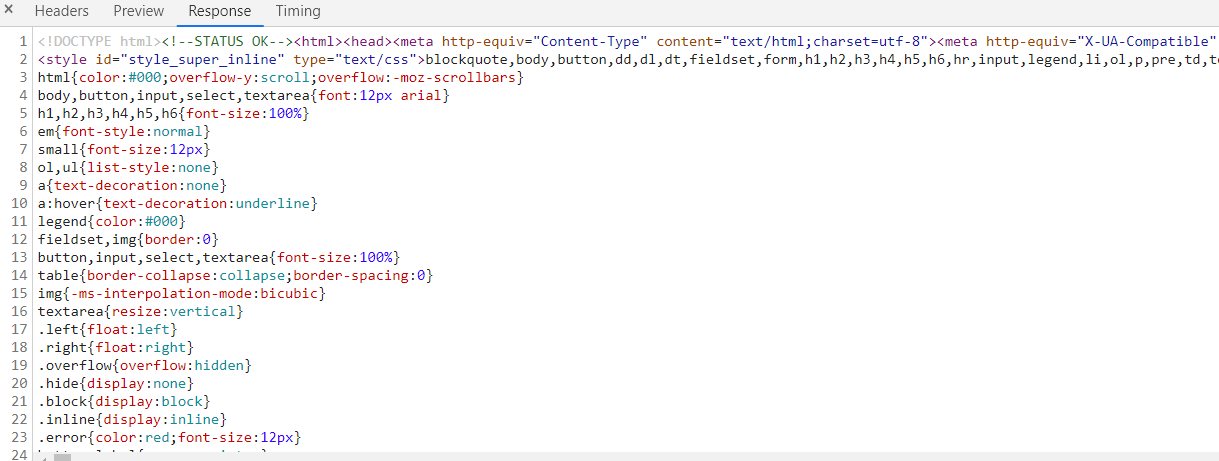 × Headers Preview Response Timing
1 <!DOCTYPE html><!--STATUS OK--><html><head><meta http-equiv="Content-Type" content="text/html;charset=utf-8"><meta http-equiv="X-UA-Compatible"
2 <style id="style_super_inline" type="text/css">blockquote,body,button,dd,dl,dt,fieldset,form,h1,h2,h3,h4,h5,h6,hr,input,legend,li,ol,p,pre,td,te
3 html{color:#000;overflow-y:scroll;overflow:-moz-scrollbars}
4 body,button,input,select,textarea{font:12px arial}
5 h1,h2,h3,h4,h5,h6{font-size:100%}
6 em{font-style:normal}
7 small{font-size:12px}
8 ol,ul{list-style:none}
9 a{text-decoration:none}
10 a:hover{text-decoration:underline}
11 legend{color:#000}
12 fieldset,img{border:0}
13 button,input,select,textarea{font-size:100%}
14 table{border-collapse:collapse;border-spacing:0}
15 img{-ms-interpolation-mode:bicubic}
16 textarea{resize:vertical}
17 .left{float:left}
18 .right{float:right}
19 .overflow{overflow:hidden}
20 .hide{display:none}
21 .block{display:block}
22 .inline{display:inline}
23 .error{color:red;font-size:12px}
24